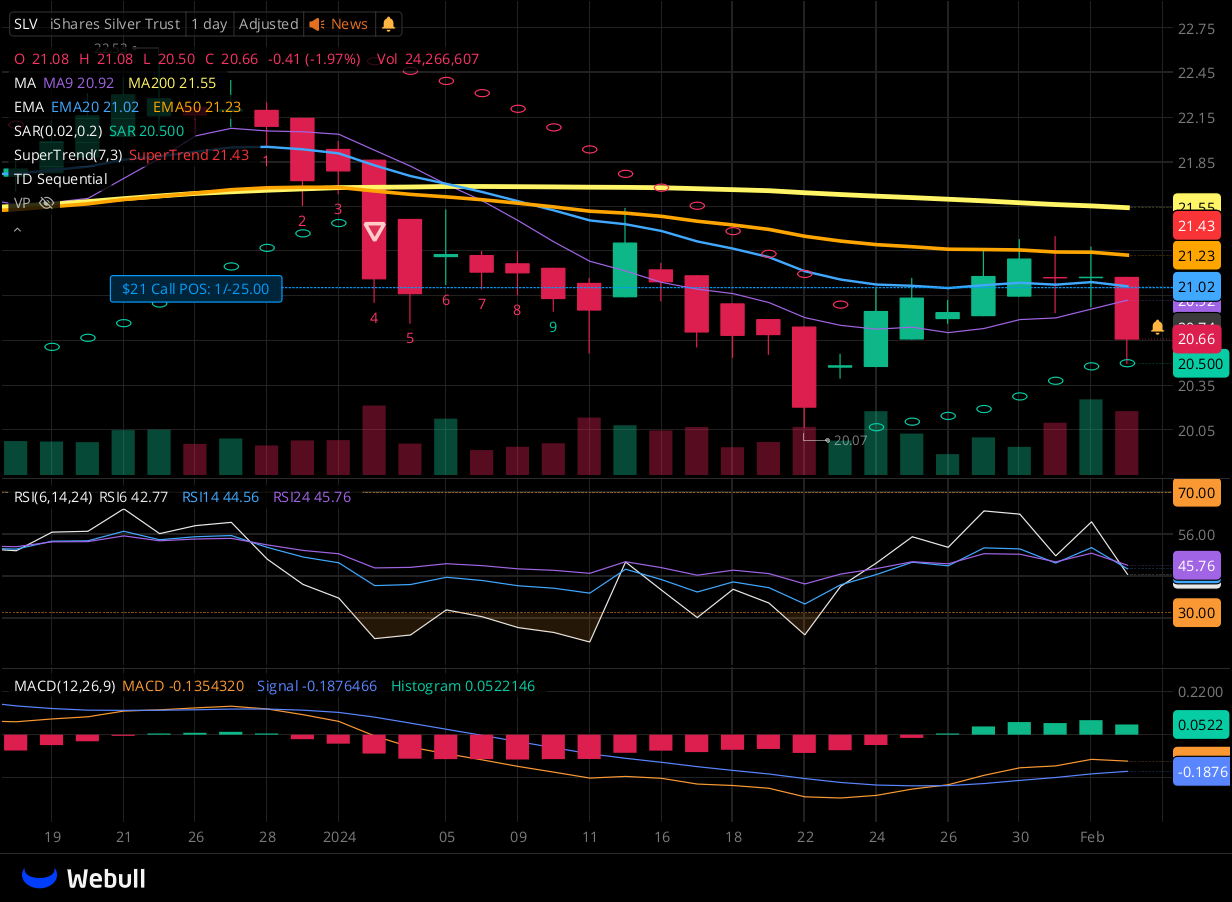 SLV iShares Silver Trust 1 day Adjusted News
22.75
O 21.08 H 21.08 L 20.50 C 20.66 -0.41 (-1.97%) Vol 24,266,607
22.45
MA MA9 20.92 MA200 21.55
EMA EMA20 21.02 EMA50 21.23
22.15
SAR(0.02,0.2) SAR 20.500
SuperTrend(7,3) SuperTrend 21.43
21.85
1
TD Sequential
VP
21.55
2
3
21.43
21.23
$21 Call POS: 1/-25.00
21.02
6
7
8
4
9
5
20.66
20.500
20.35
20.05
20.07
RSI(6,14,24) RSI6 42.77 RSI14 44.56 RSI24 45.76
70.00
56.00
45.76
30.00
MACD(12,26,9) MACD -0.1354320 Signal -0.1876466 Histogram 0.0522146
0.2200
0.0522
-0.1876
19 21 26 28 2024 05 09 11 16 18 22 24 26 30 Feb
Webull